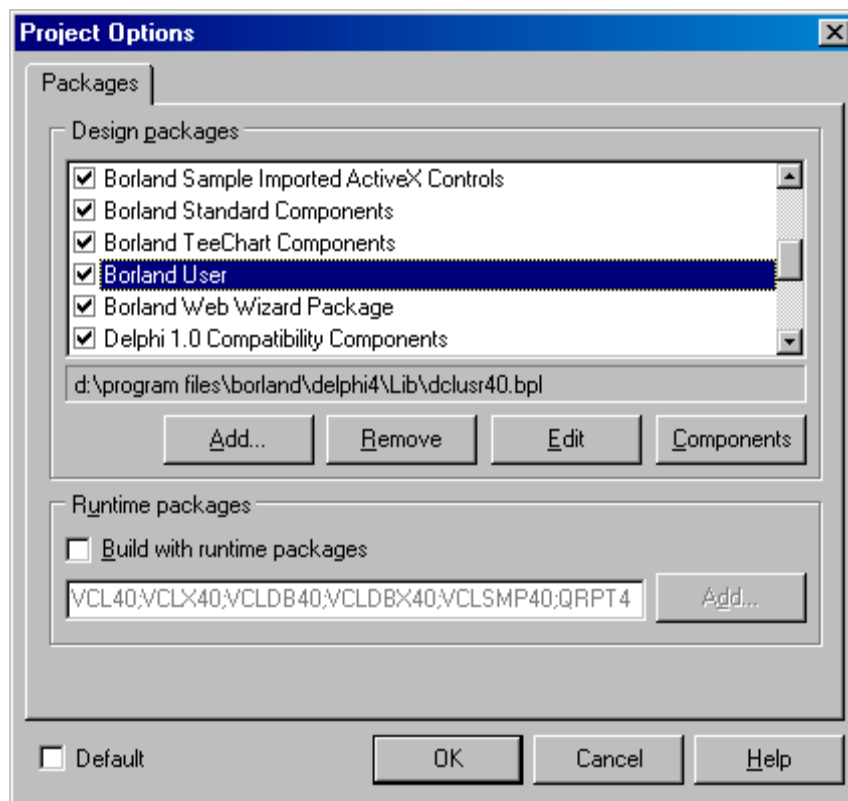 Project Options
Packages
Design packages
Borland Sample Imported ActiveX Controls
Borland Standard Components
Borland TeeChart Components
Borland User
Borland Web Wizard Package
Delphi 1.0 Compatibility Components
d:\program files\borland\delphi4\Lib\dclusr40.bpl
Add... Remove Edit Components
Runtime packages
Build with runtime packages
VCL40;VCLX40;VCLDB40;VCLDBX40;VCLSMP40;QRPT4 Add...
Default OK Cancel Help